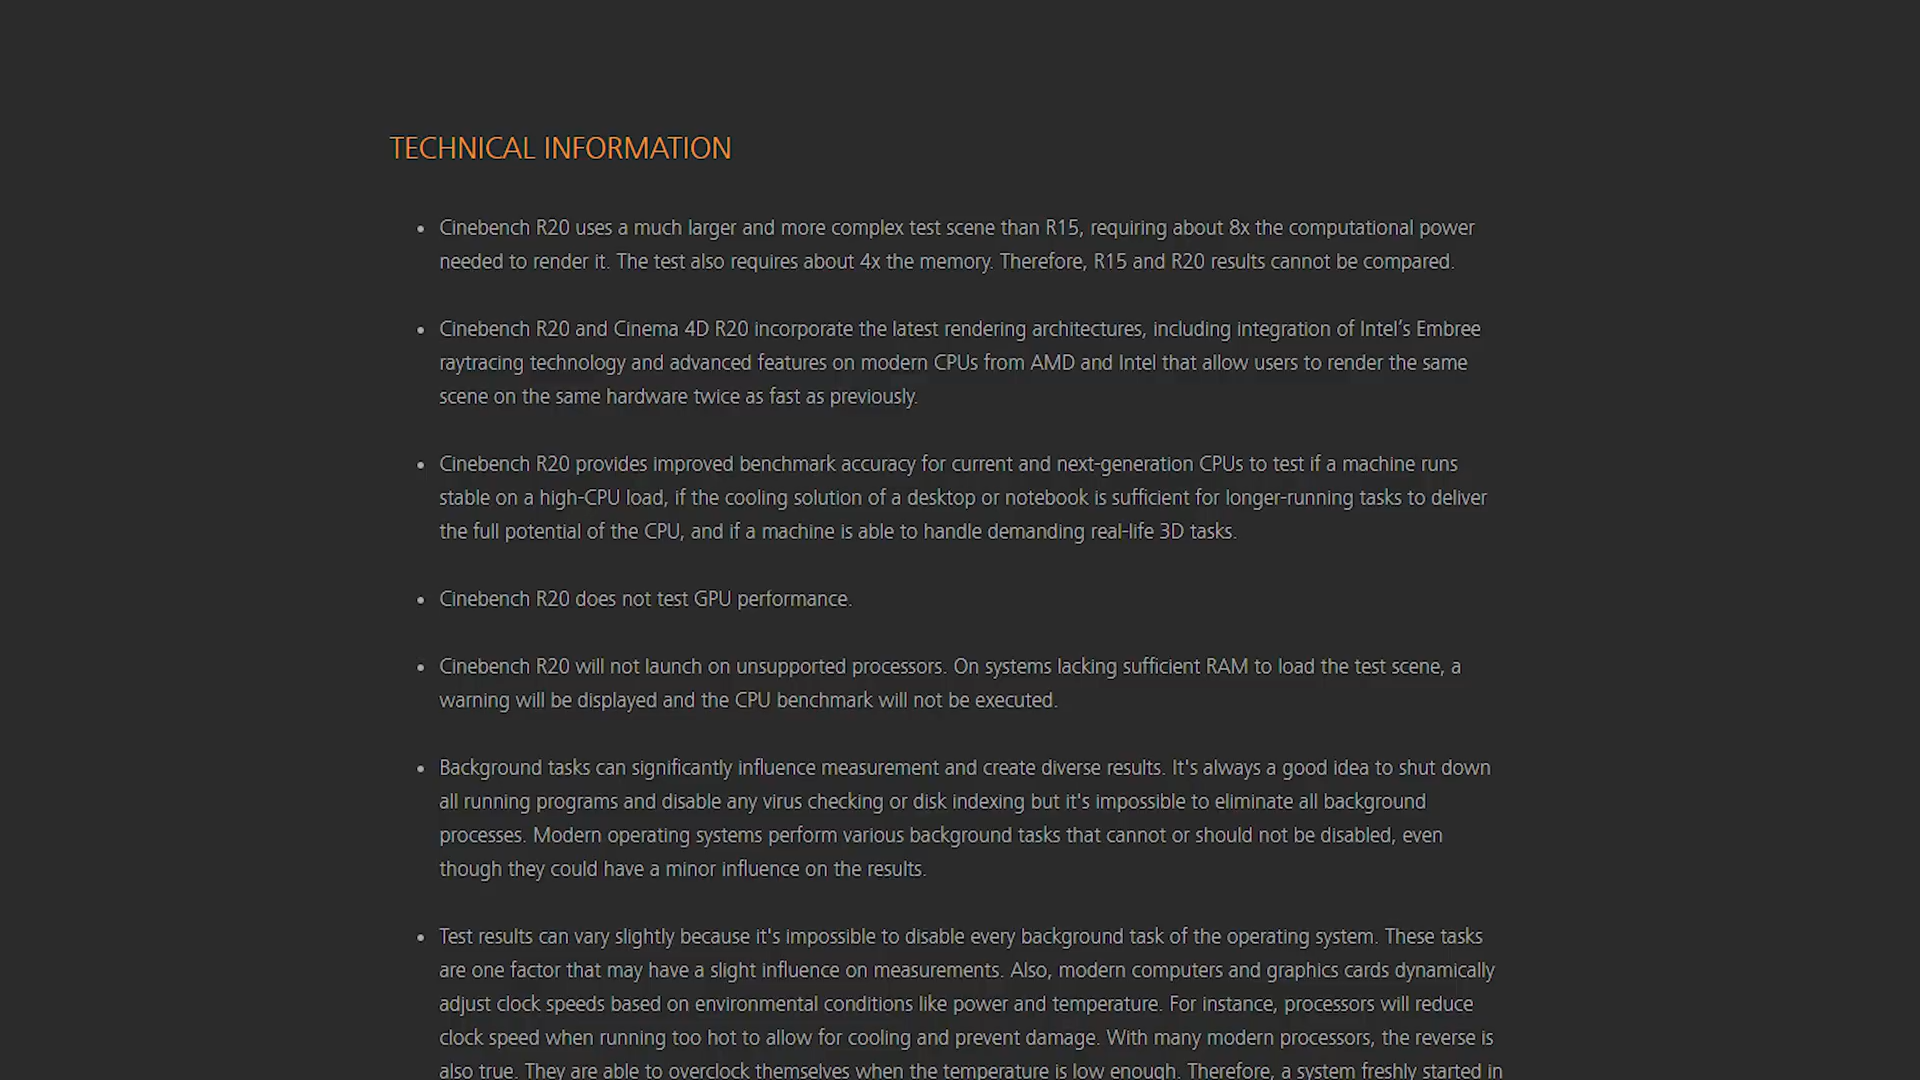 TECHNICAL INFORMATION
Cinebench R20 uses a much larger and more complex test scene than R15, requiring about 8x the computational power
needed to render it. The test also requires about 4x the memory. Therefore, R15 and R20 results cannot be compared.
Cinebench R20 and Cinema 4D R20 incorporate the latest rendering architectures, including integration of Intel’s Embree
raytracing technology and advanced features on modern CPUs from AMD and Intel that allow users to render the same
scene on the same hardware twice as fast as previously.
Cinebench R20 provides improved benchmark accuracy for current and next-generation CPUs to test if a machine runs
stable on a high-CPU load, if the cooling solution of a desktop or notebook is sufficient for longer-running tasks to deliver
the full potential of the CPU, and if a machine is able to handle demanding real-life 3D tasks.
Cinebench R20 does not test GPU performance.
Cinebench R20 will not launch on unsupported processors. On systems lacking sufficient RAM to load the test scene, a
warning will be displayed and the CPU benchmark will not be executed.
Background tasks can significantly influence measurement and create diverse results. It's always a good idea to shut down
all running programs and disable any virus checking or disk indexing but it's impossible to eliminate all background
processes. Modern operating systems perform various background tasks that cannot or should not be disabled, even
though they could have a minor influence on the results.
Test results can vary slightly because it's impossible to disable every background task of the operating system. These tasks
are one factor that may have a slight influence on measurements. Also, modern computers and graphics cards dynamically
adjust clock speeds based on environmental conditions like power and temperature. For instance, processors will reduce
clock speed when running too hot to allow for cooling and prevent damage. With many modern processors, the reverse is
also true. They are able to overclock themselves when the temperature is low enough. Therefore, a system freshly started in